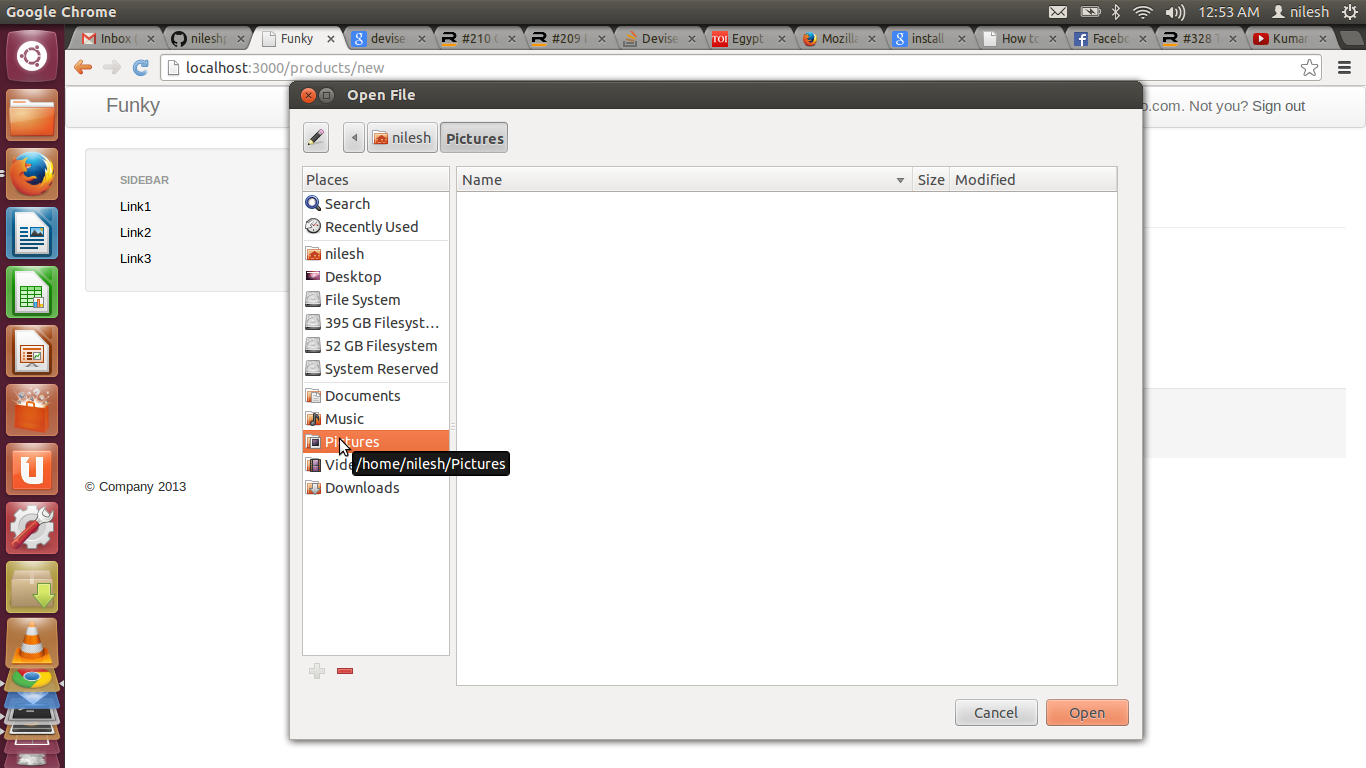 Google Chrome
12:53 AM
nilesh
Inbox (
nilesh
Funky
devise
#210
#209
Devise
TOI Egypt
Mozilla
install
How to
Facebo
#328
Kumar
localhost:3000/products/new
Open File
Funky
.com. Not you? Sign out
nilesh
Pictures
Places
Name
Size
Modified
SIDEBAR
Link1
Link2
Link3
Search
Recently Used
nilesh
Desktop
File System
395 GB Filesyst...
52 GB Filesystem
System Reserved
Documents
Music
Pictures
Vide
/home/nilesh/Pictures
Downloads
© Company 2013
Cancel
Open